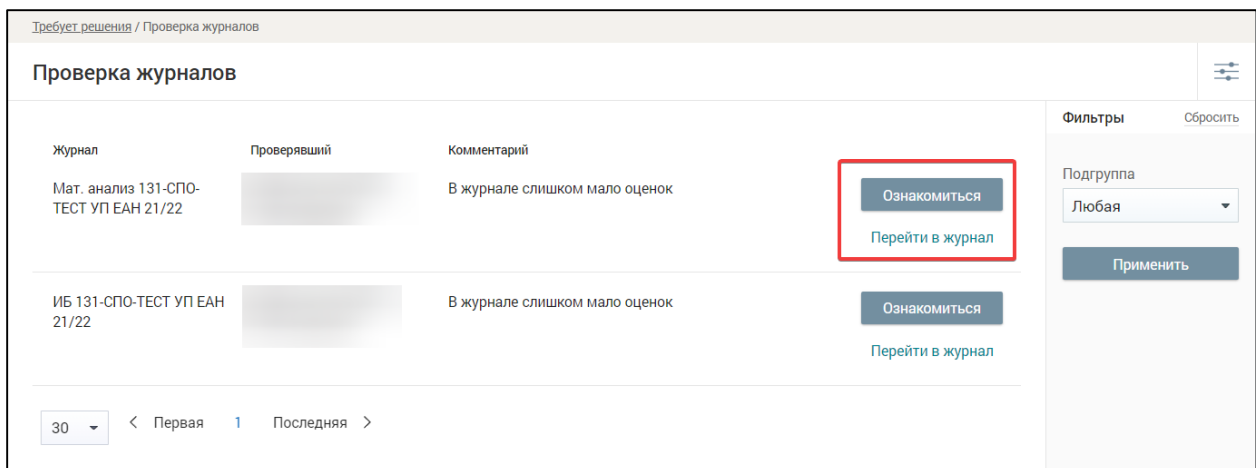 Требует решения / Проверка журналов
Проверка журналов
Фильтры Сбросить
Журнал Проверявший Комментарий
Мат. анализ 131-СПО-
ТЕСТ УП ЕАН 21/22
В журнале слишком мало оценок
Ознакомиться
Перейти в журнал
Подгруппа
Любая
Применить
ИБ 131-СПО-ТЕСТ УП ЕАН
21/22
В журнале слишком мало оценок
Ознакомиться
Перейти в журнал
30 < Первая 1 Последняя >